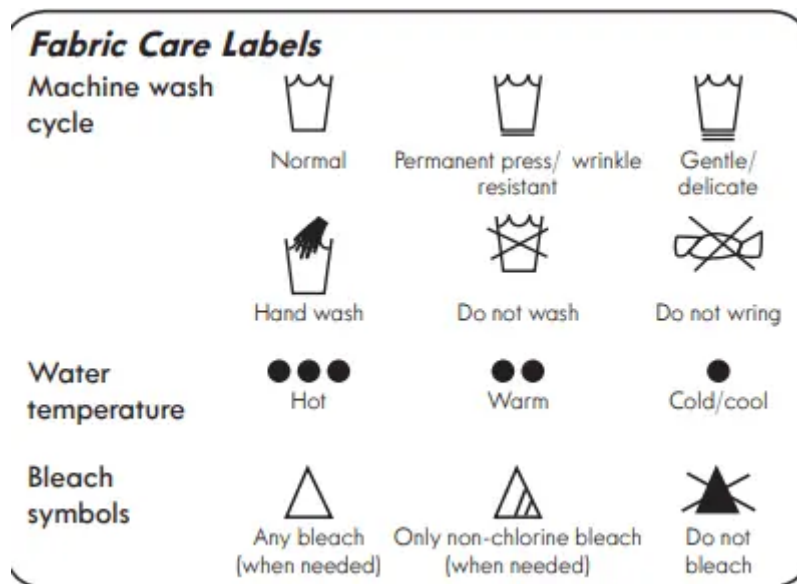 Fabric Care Labels
Machine wash
cycle
Normal
Permanent press/ wrinkle
resistant
Gentle/
delicate
Hand wash
Do not wash
Do not wring
Water
temperature
Hot
Warm
Cold/cool
Bleach
symbols
Any bleach
(when needed)
Only non-chlorine bleach
(when needed)
Do not
bleach